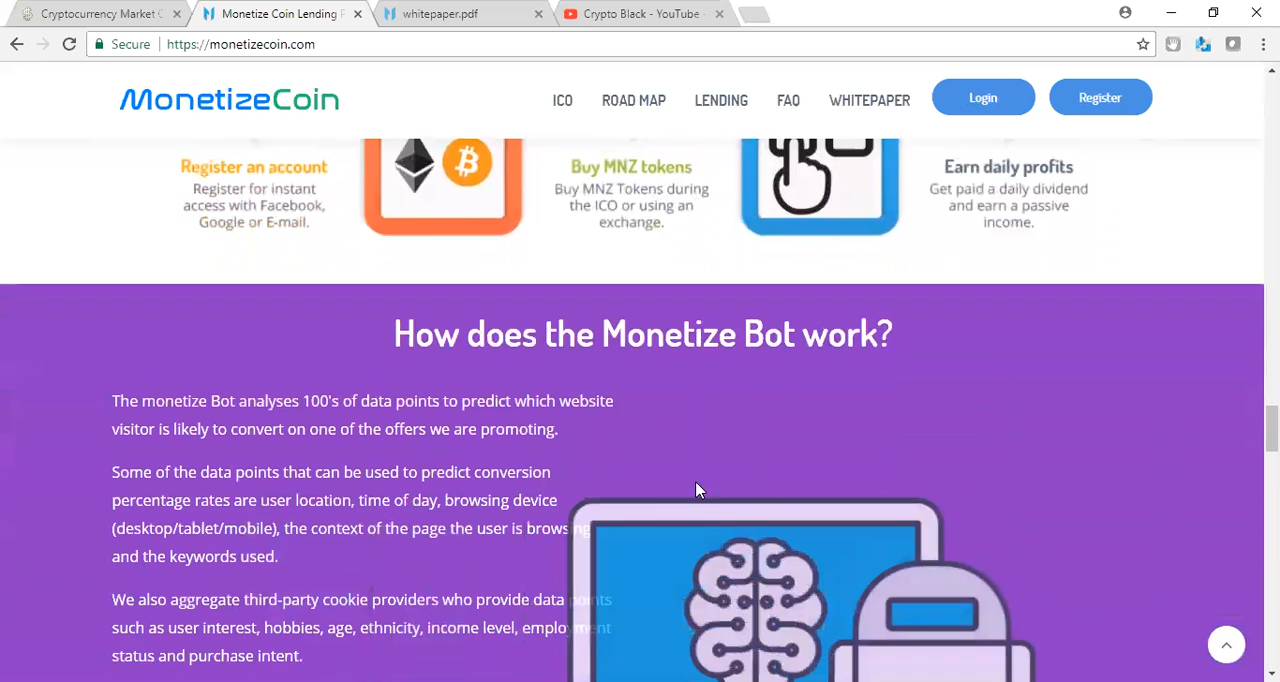 Cryptocurrency Market C
Monetize Coin Lending P
whitepaper.pdf
Crypto Black - YouTube -
Secure
https://monetizecoin.com
MonetizeCoin
ICO
ROAD MAP
LENDING
FAQ
WHITEPAPER
Login
Register
Register an account
Register for instant
access with Facebook,
Google or E-mail.
Buy MNZ tokens
Buy MNZ Tokens during
the ICO or using an
exchange.
Earn daily profits
Get paid a daily dividend
and earn a passive
income.
How does the Monetize Bot work?
The monetize Bot analyses 100's of data points to predict which website
visitor is likely to convert on one of the offers we are promoting.
Some of the data points that can be used to predict conversion
percentage rates are user location, time of day, browsing device
(desktop/tablet/mobile), the context of the page the user is browsing
and the keywords used.
We also aggregate third-party cookie providers who provide data points
such as user interest, hobbies, age, ethnicity, income level, employment
status and purchase intent.